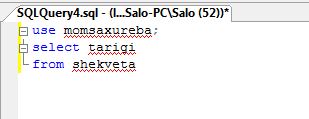 SQLQuery4.sql - (l...Salo-PC\Salo (52))*
use momsaxureba;
select tarigi
from shekveta